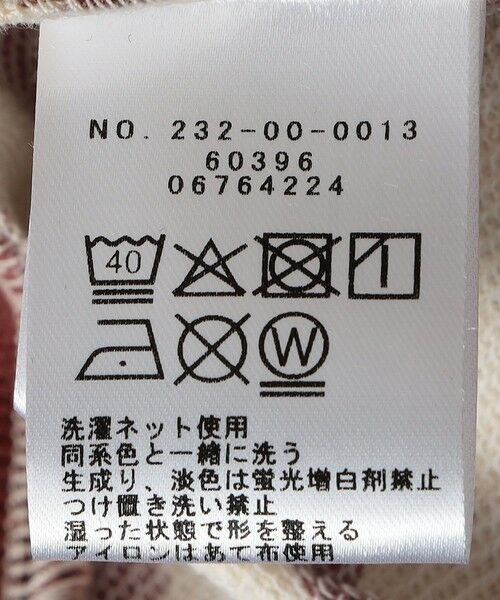 NO. 232-00-0013
60396
06764224
40
W
洗濯ネット使用
同系色と一緒に洗う
生成り、淡色は蛍光増白剤禁止
つけ置き洗い禁止
湿った状態で形を整える
アイロンはあて布使用